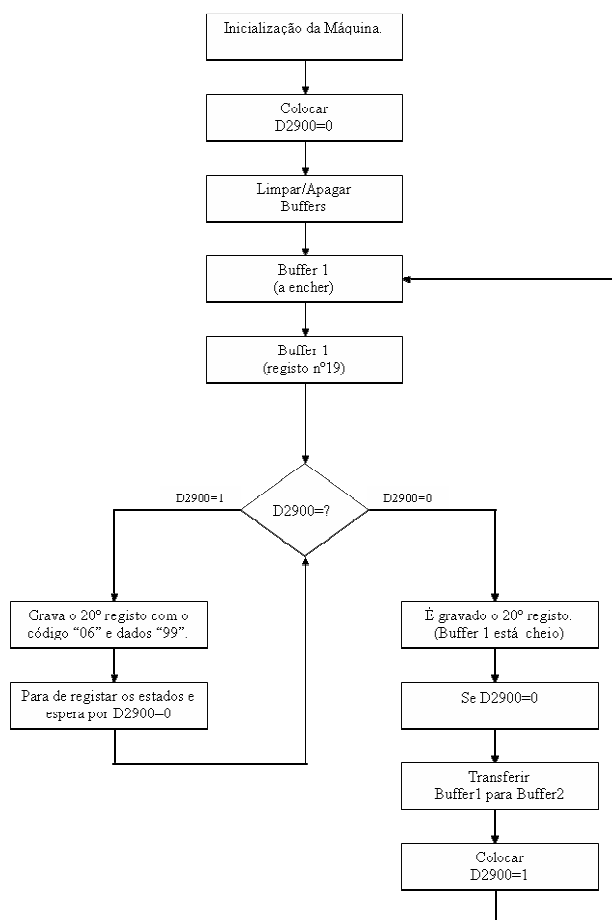 Inicialização da Máquina.
Colocar
D2900=0
Limpar/Apagar
Buffers
Buffer 1
(a encher)
Buffer 1
(registo nº19)
D2900=1
D2900=?
D2900=0
Grava o 20º registo com o
código “06” e dados “99”.
Para de registar os estados e
espera por D2900=0
É gravado o 20º registo.
(Buffer 1 está cheio)
Se D2900=0
Transferir
Buffer1 para Buffer2
Colocar
D2900=1